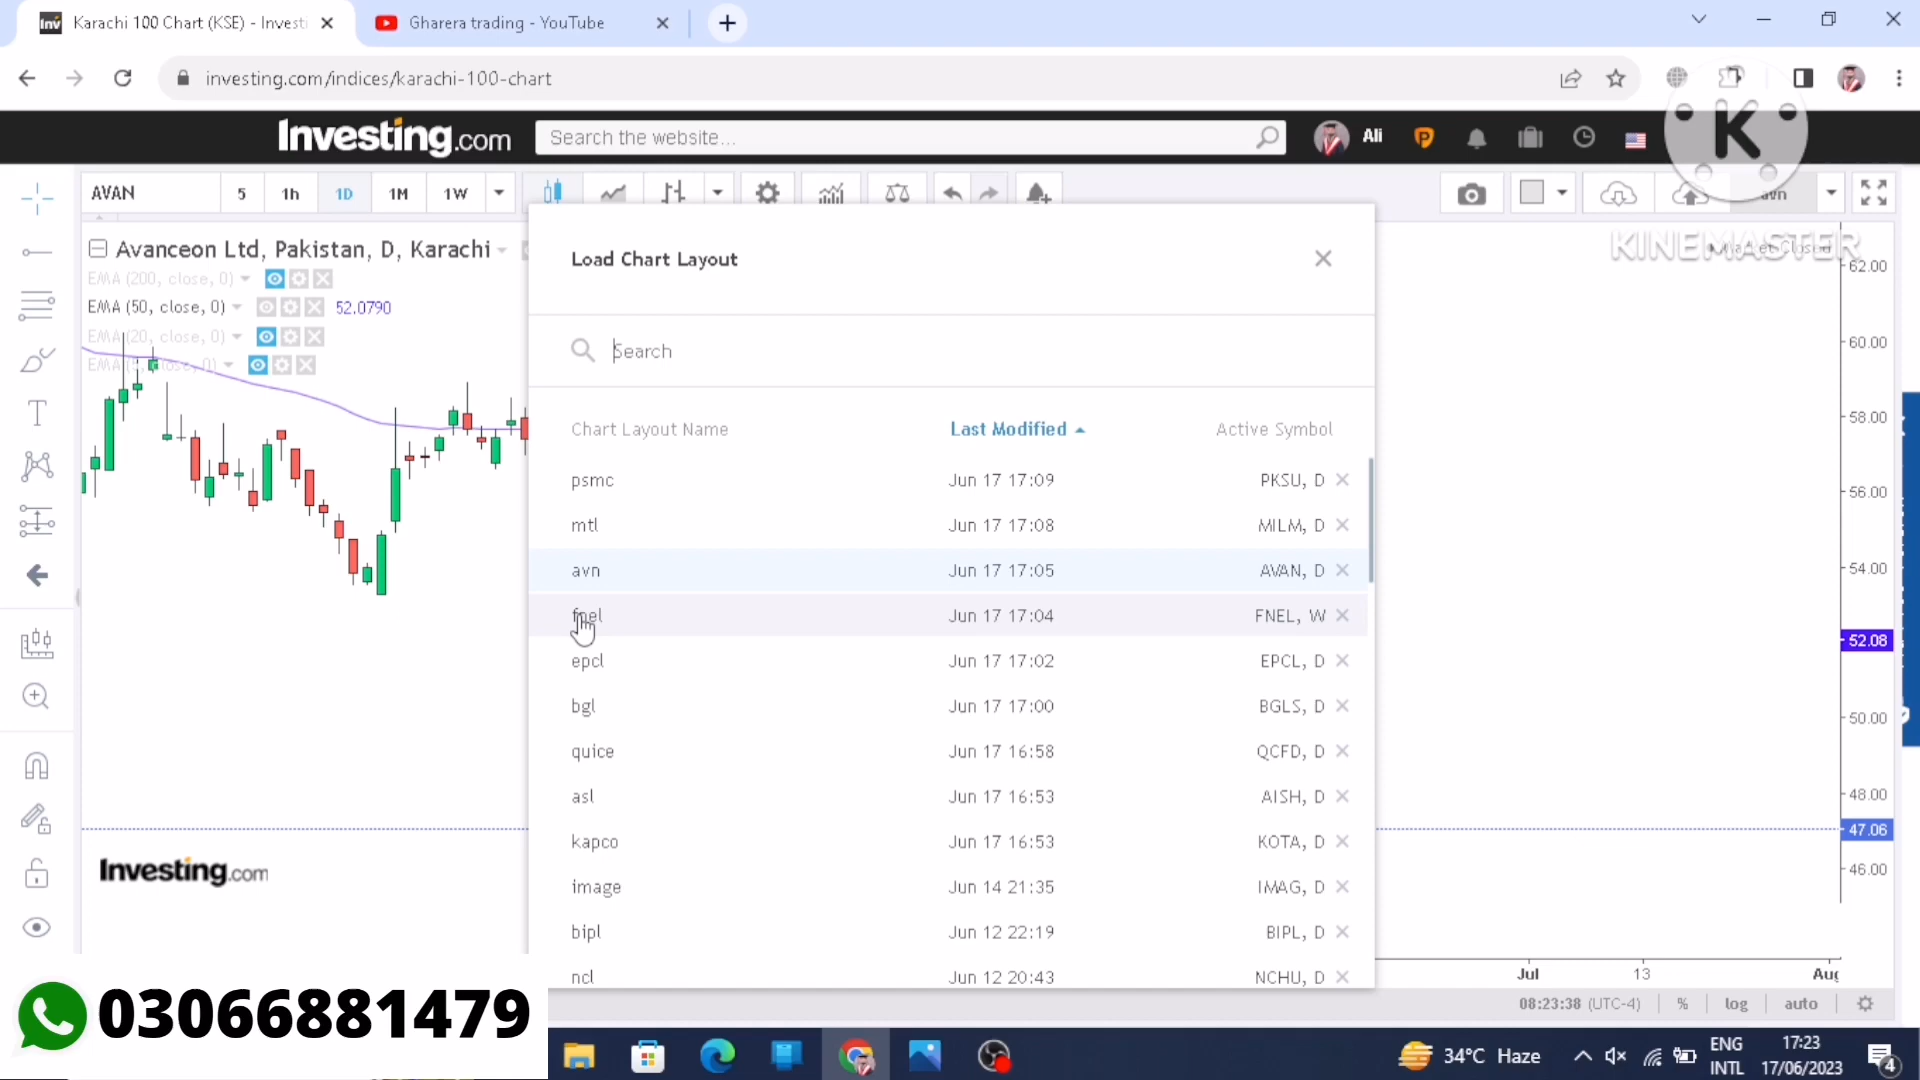 Karachi 100 Chart (KSE) - Investi
Gharera trading - YouTube
investing.com/indices/karachi-100-chart
Investing.com
Search the website...
Ali
K
AVAN
5
1h
1D
1M
1W
avn
KINEMASTER
Avanceon Ltd, Pakistan, D, Karachi
EMA (200, close, 0)
EMA (50, close, 0)
52.0790
EMA (20, close, 0)
EMA (5, close, 0)
Load Chart Layout
Search
Chart Layout Name
Last Modified
Active Symbol
psmc
Jun 17 17:09
PKSU, D
mtl
Jun 17 17:08
MILM, D
avn
Jun 17 17:05
AVAN, D
fnel
Jun 17 17:04
FNEL, W
epcl
Jun 17 17:02
EPCL, D
bgl
Jun 17 17:00
BGLS, D
quice
Jun 17 16:58
QCFD, D
asl
Jun 17 16:53
AISH, D
kapco
Jun 17 16:53
KOTA, D
image
Jun 14 21:35
IMAG, D
bipl
Jun 12 22:19
BIPL, D
ncl
Jun 12 20:43
NCHU, D
62.00
60.00
58.00
56.00
54.00
52.08
50.00
48.00
47.06
46.00
Investing.com
Jul
13
Aug
08:23:38 (UTC-4)
%
log
auto
03066881479
34°C Haze
ENG
INTL
17:23
17/06/2023
4